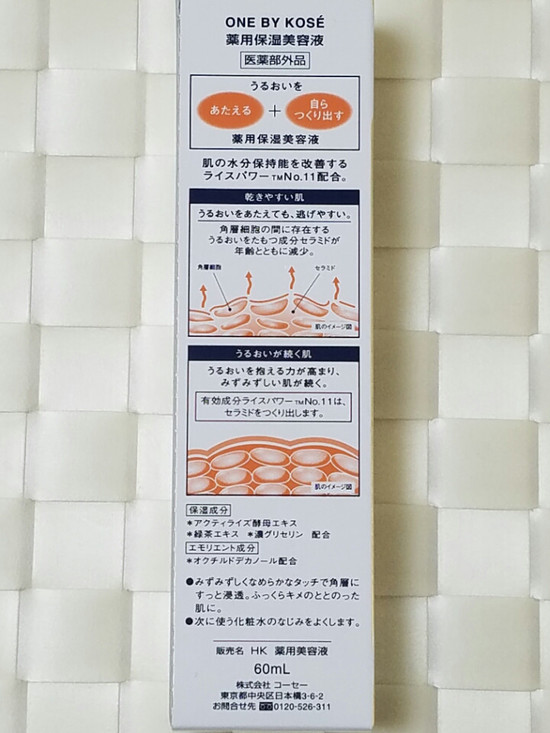 ONE BY KOSÉ
薬用保湿美容液
医薬部外品
うるおいを
あたえる + 自ら
つくり出す
薬用保湿美容液
肌の水分保持能を改善する
ライスパワー™No.11配合。
乾きやすい肌
うるおいをあたえても、逃げやすい。
角層細胞の間に存在する
うるおいをたもつ成分セラミドが
年齢とともに減少。
角層細胞 セラミド
肌のイメージ図
うるおいが続く肌
うるおいを抱える力が高まり、
みずみずしい肌が続く。
有効成分ライスパワー™No.11は、
セラミドをつくり出します。
肌のイメージ図
保湿成分
*アクティライズ酵母エキス
*緑茶エキス *濃グリセリン 配合
エモリエント成分
*オクチルドデカノール配合
●みずみずしくなめらかなタッチで角層に
すっと浸透。ふっくらキメのととのった
肌に。
●次に使う化粧水のなじみをよくします。
販売名 HK 薬用美容液
60mL
株式会社 コーセー
東京都中央区日本橋3-6-2
お問合せ先 0120-526-311